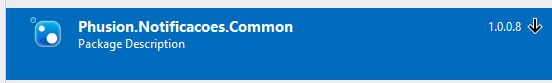 Phusion.Notificacoes.Common
1.0.0.8
Package Description